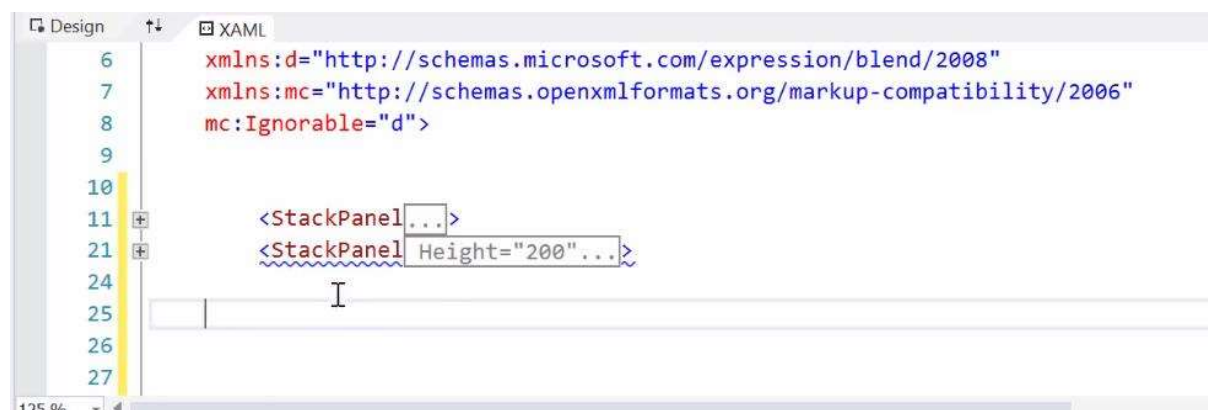 Design XAML
6 xmlns:d="http://schemas.microsoft.com/expression/blend/2008"
7 xmlns:mc="http://schemas.openxmlformats.org/markup-compatibility/2006"
8 mc:Ignorable="d">
9
10
11 <StackPanel...>
21 <StackPanel Height="200"...>
24
25
26
27
125 %